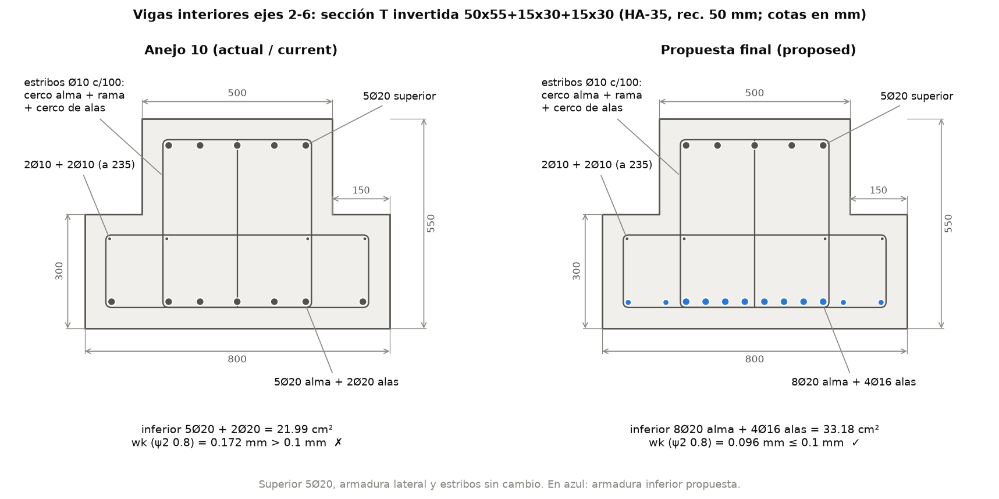 Vigas interiores ejes 2-6: sección T invertida 50x55+15x30+15x30 (HA-35, rec. 50 mm; cotas en mm)
Anejo 10 (actual / current)
estribos Ø10 c/100:
cerco alma + rama
+ cerco de alas
500
5Ø20 superior
2Ø10 + 2Ø10 (a 235)
150
550
300
800
5Ø20 alma + 2Ø20 alas
inferior 5Ø20 + 2Ø20 = 21.99 cm²
wk (ψ2 0.8) = 0.172 mm > 0.1 mm ✗
Propuesta final (proposed)
estribos Ø10 c/100:
cerco alma + rama
+ cerco de alas
500
5Ø20 superior
2Ø10 + 2Ø10 (a 235)
150
550
300
800
8Ø20 alma + 4Ø16 alas
inferior 8Ø20 alma + 4Ø16 alas = 33.18 cm²
wk (ψ2 0.8) = 0.096 mm ≤ 0.1 mm ✓
Superior 5Ø20, armadura lateral y estribos sin cambio. En azul: armadura inferior propuesta.